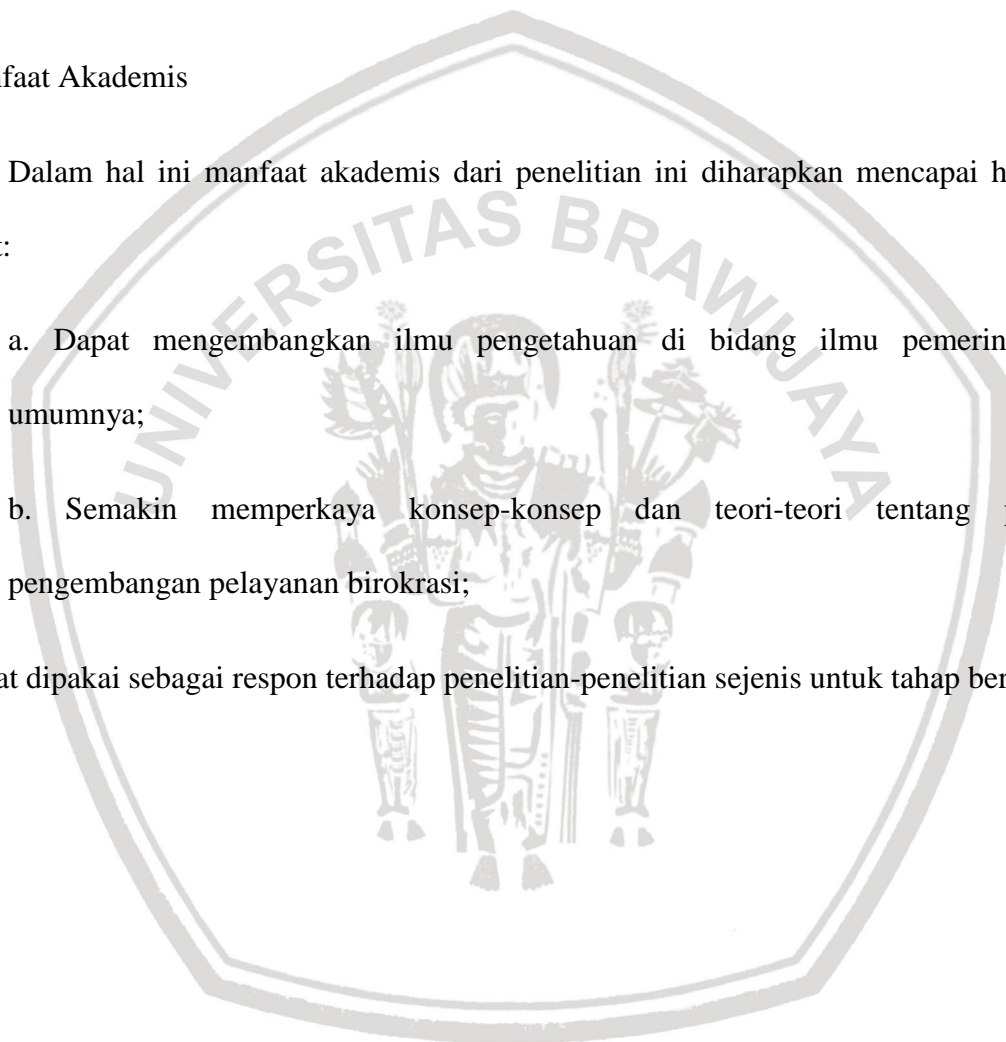 nfaat Akademis
Dalam hal ini manfaat akademis dari penelitian ini diharapkan mencapai h
t:
a. Dapat mengembangkan ilmu pengetahuan di bidang ilmu pemerin
umumnya;
b. Semakin memperkaya konsep-konsep dan teori-teori tentang p
pengembangan pelayanan birokrasi;
at dipakai sebagai respon terhadap penelitian-penelitian sejenis untuk tahap ber
UNIVERSITAS BRAWIJAYA